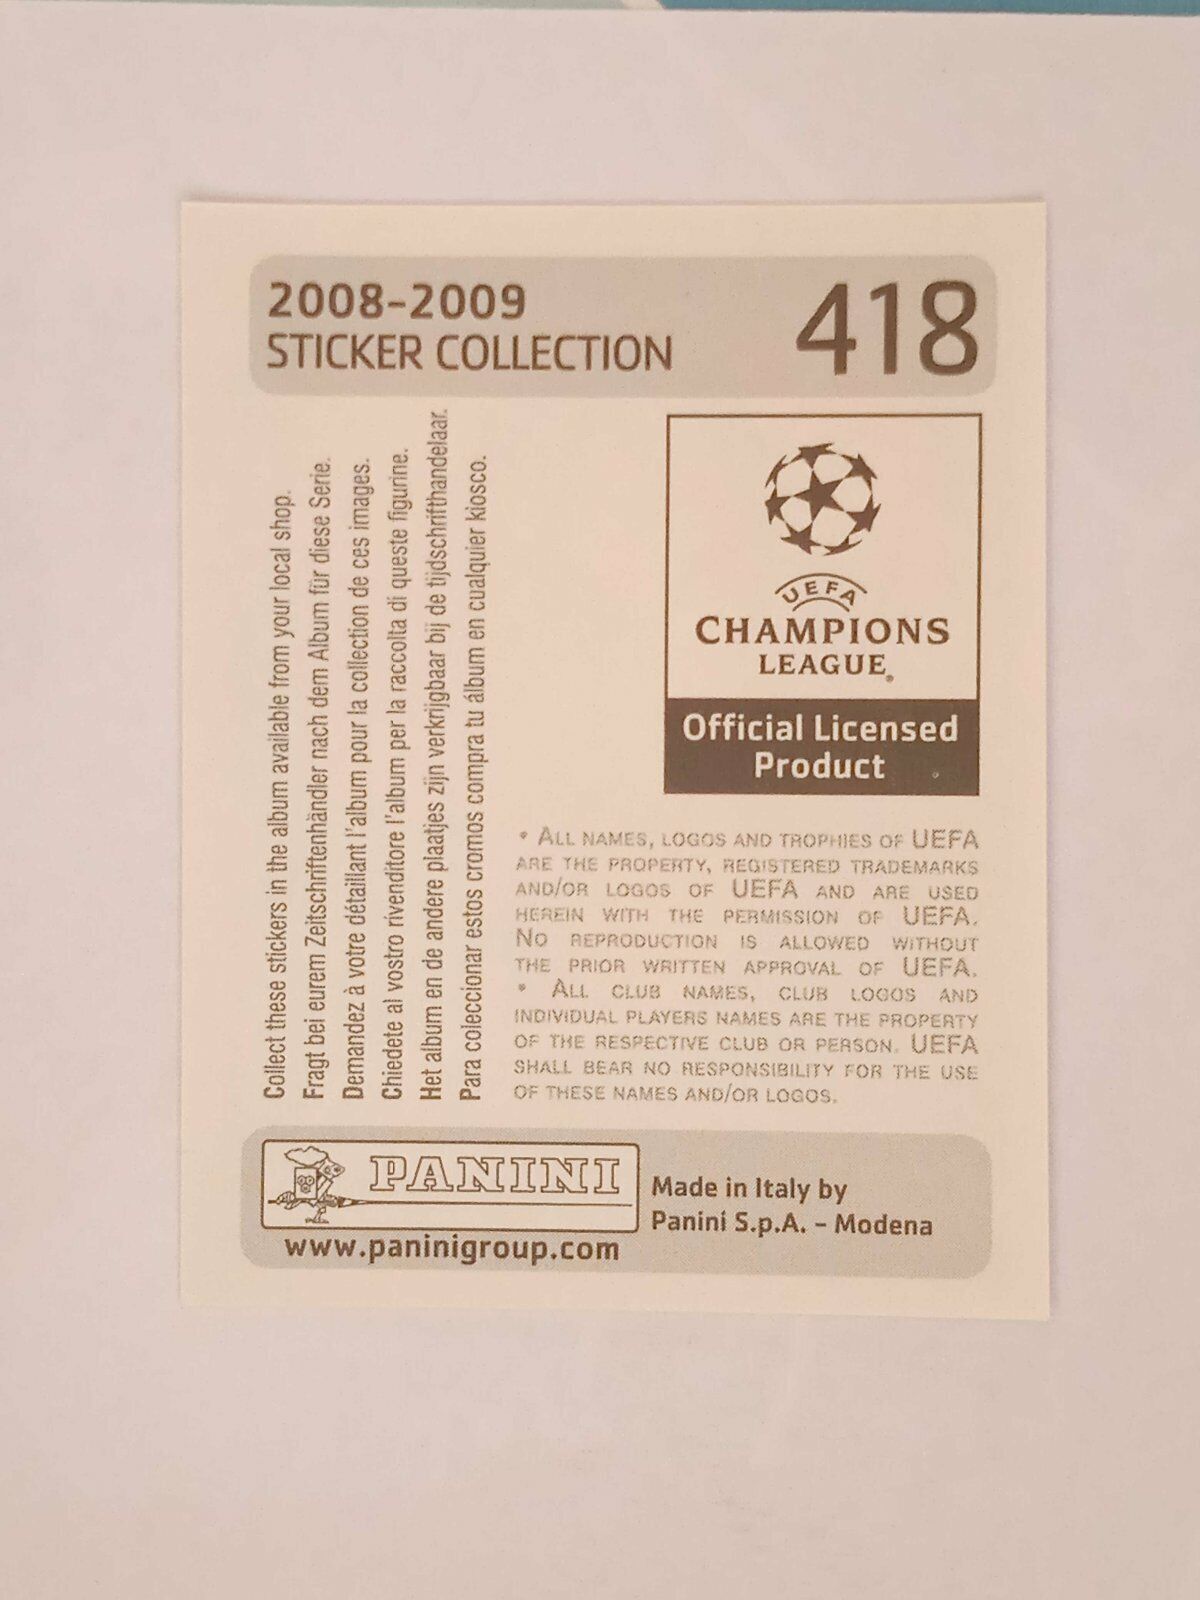 2008-2009
STICKER COLLECTION
418
Collect these stickers in the album available from your local shop.
Fragt bei eurem Zeitschriftenhändler nach dem Album für diese Serie.
Demandez à votre détaillant l'album pour la collection de ces images.
Chiedete al vostro rivenditore l'album per la raccolta di queste figurine.
Het album en de andere plaatjes zijn verkrijgbaar bij de tijdschrifthandelaar.
Para coleccionar estos cromos compra tu álbum en cualquier kiosco.
UEFA
CHAMPIONS
LEAGUE®
Official Licensed
Product
• ALL NAMES, LOGOS AND TROPHIES OF UEFA
ARE THE PROPERTY, REGISTERED TRADEMARKS
AND/OR LOGOS OF UEFA AND ARE USED
HEREIN WITH THE PERMISSION OF UEFA.
NO REPRODUCTION IS ALLOWED WITHOUT
THE PRIOR WRITTEN APPROVAL OF UEFA.
• ALL CLUB NAMES, CLUB LOGOS AND
INDIVIDUAL PLAYERS NAMES ARE THE PROPERTY
OF THE RESPECTIVE CLUB OR PERSON. UEFA
SHALL BEAR NO RESPONSIBILITY FOR THE USE
OF THESE NAMES AND/OR LOGOS.
PANINI
www.paninigroup.com
Made in Italy by
Panini S.p.A. – Modena